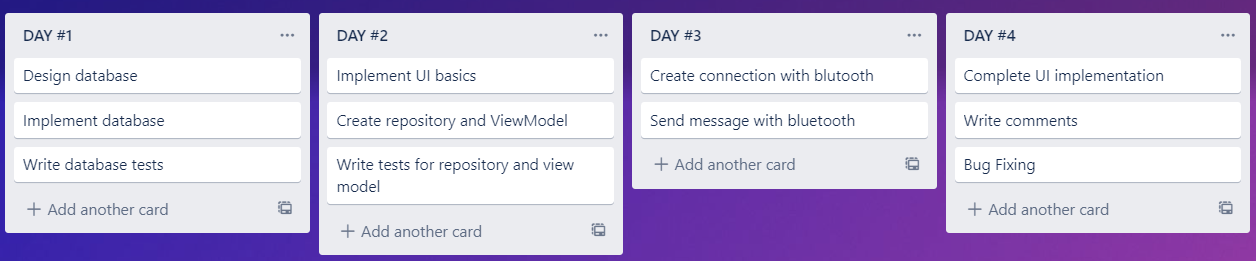 DAY #1
Design database
Implement database
Write database tests
+ Add another card
DAY #2
Implement UI basics
Create repository and ViewModel
Write tests for repository and view
model
+ Add another card
DAY #3
Create connection with blutooth
Send message with bluetooth
+ Add another card
DAY #4
Complete UI implementation
Write comments
Bug Fixing
+ Add another card